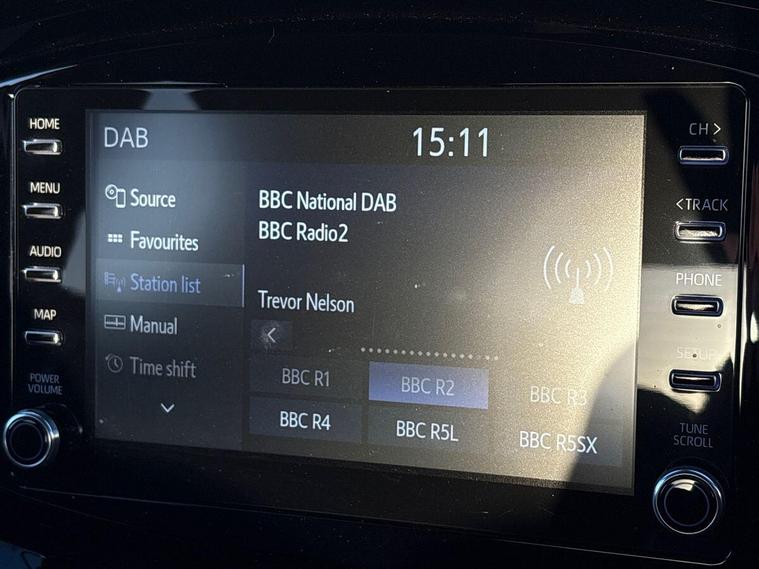 HOME
MENU
AUDIO
MAP
POWER
VOLUME
DAB
15:11
Source
Favourites
Station list
Manual
Time shift
BBC National DAB
BBC Radio2
Trevor Nelson
BBC R1
BBC R2
BBC R3
BBC R4
BBC R5L
BBC R5SX
CH >
< TRACK
PHONE
SETUP
TUNE
SCROLL